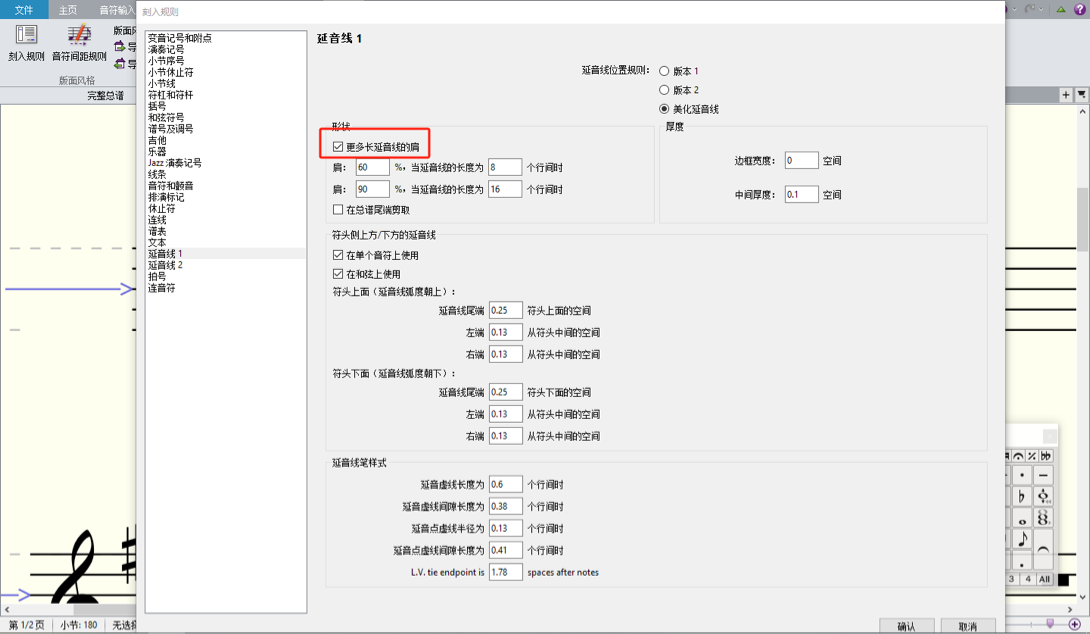 文件 主页 音符输入
刻入规则
刻入规则 音符间距规则
版面风
导
导
版面风格
完整总谱
变音记号和附点
演奏记号
小节序号
小节休止符
小节线
符杠和符杆
括号
和弦符号
谱号及调号
吉他
乐器
Jazz 演奏记号
线条
音符和颤音
排演标记
休止符
连线
谱表
文本
延音线 1
延音线 2
拍号
连音符
延音线 1
延音线位置规则: 版本 1
版本 2
美化延音线
形状
更多长延音线的肩
肩: 60 %, 当延音线的长度为 8 个行间时
肩: 90 %, 当延音线的长度为 16 个行间时
在总谱尾端剪取
厚度
边框宽度: 0 空间
中间厚度: 0.1 空间
符头侧上方/下方的延音线
在单个音符上使用
在和弦上使用
符头上面（延音线弧度朝上）:
延音线尾端 0.25 符头上面的空间
左端 0.13 从符头中间的空间
右端 0.13 从符头中间的空间
符头下面（延音线弧度朝下）:
延音线尾端 0.25 符头下面的空间
左端 0.13 从符头中间的空间
右端 0.13 从符头中间的空间
延音线笔样式
延音虚线长度为 0.6 个行间时
延音虚线间隙长度为 0.38 个行间时
延音点虚线半径为 0.13 个行间时
延音点虚线间隙长度为 0.41 个行间时
L.V. tie endpoint is 1.78 spaces after notes
确认 取消
3 4 All
第 1/2 页 小节: 180 无选择